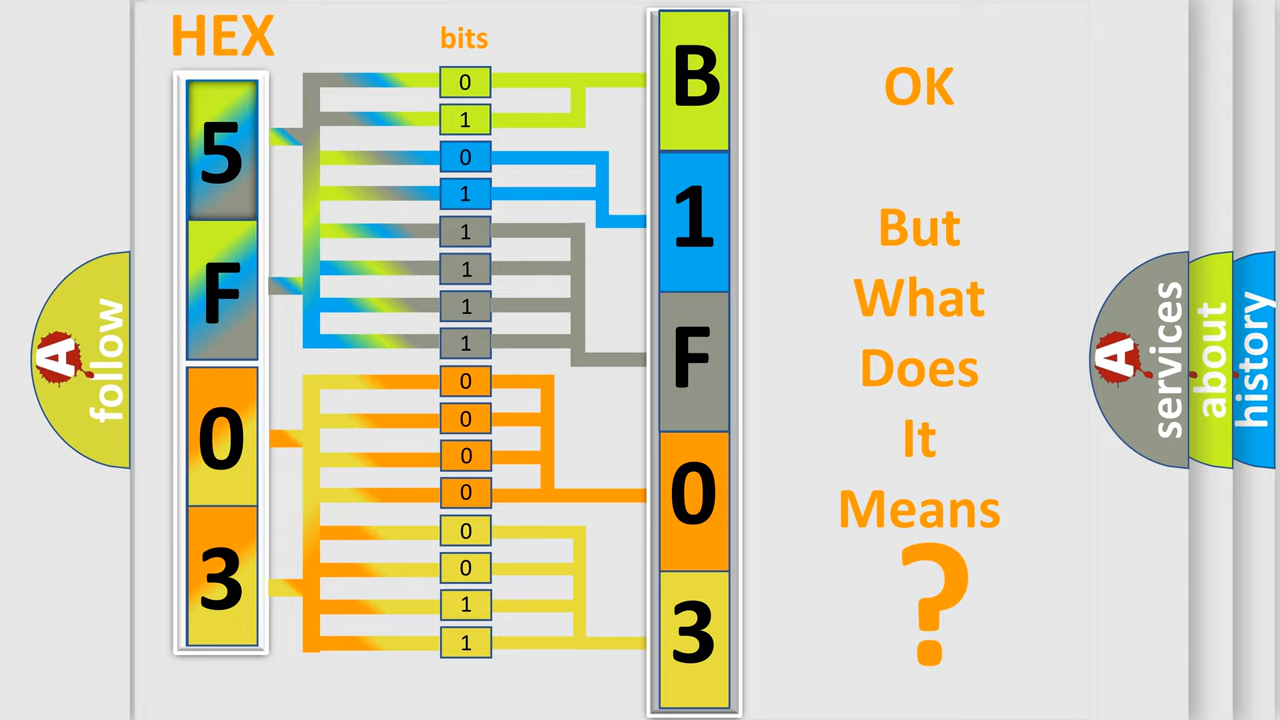 HEX
bits
5
F
0
3
0
1
0
1
1
1
1
1
0
0
0
0
0
0
1
1
B
1
F
0
3
OK
But
What
Does
It
Means
?
A
follow
A
services
about
history